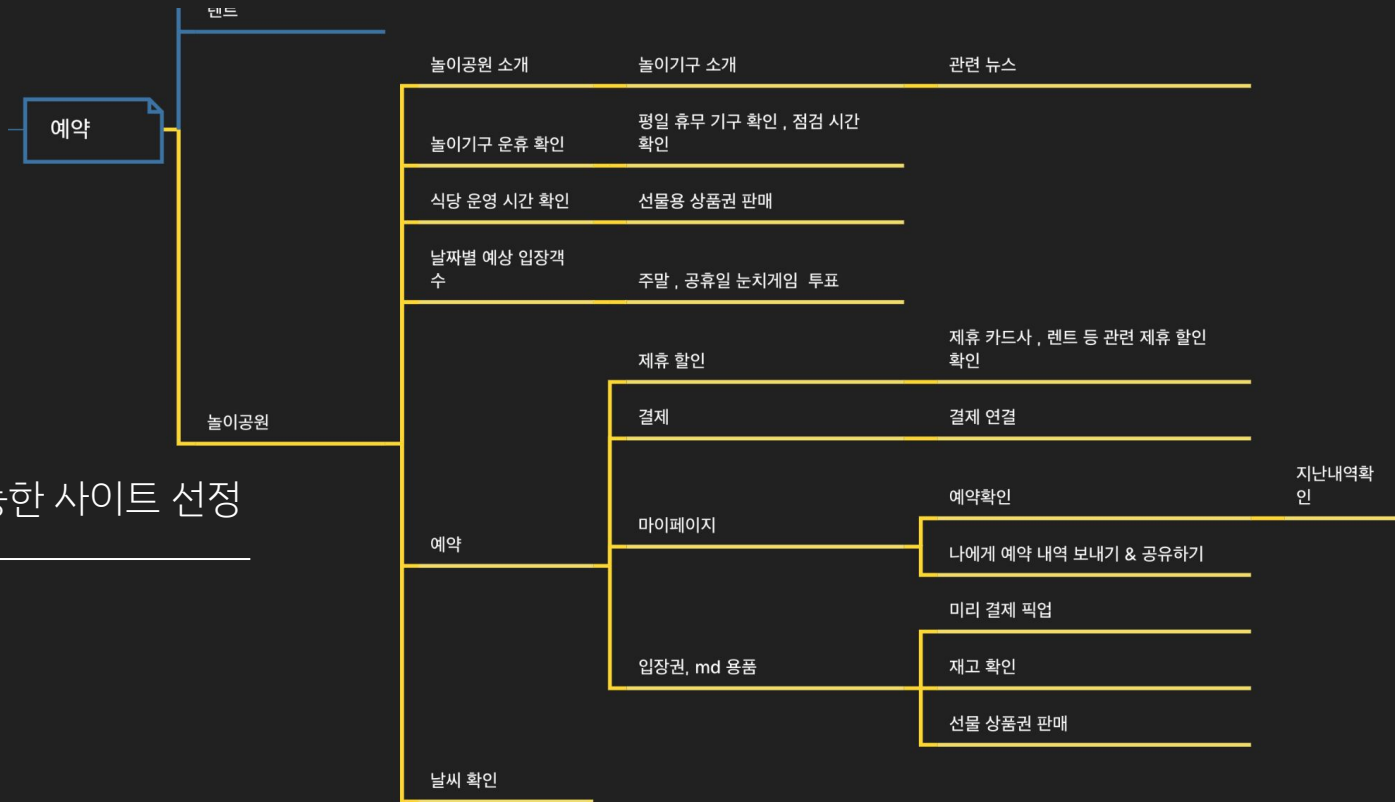 렌트
놀이공원 소개
놀이기구 소개
관련 뉴스
예약
놀이기구 운휴 확인
평일 휴무 기구 확인 , 점검 시간
확인
식당 운영 시간 확인
선물용 상품권 판매
날짜별 예상 입장객
수
주말 , 공휴일 눈치게임 투표
제휴 할인
제휴 카드사 , 렌트 등 관련 제휴 할인
확인
놀이공원
결제
결제 연결
한 사이트 선정
예약
마이페이지
예약확인
지난내역확
인
나에게 예약 내역 보내기 & 공유하기
입장권, md 용품
미리 결제 픽업
재고 확인
선물 상품권 판매
날씨 확인